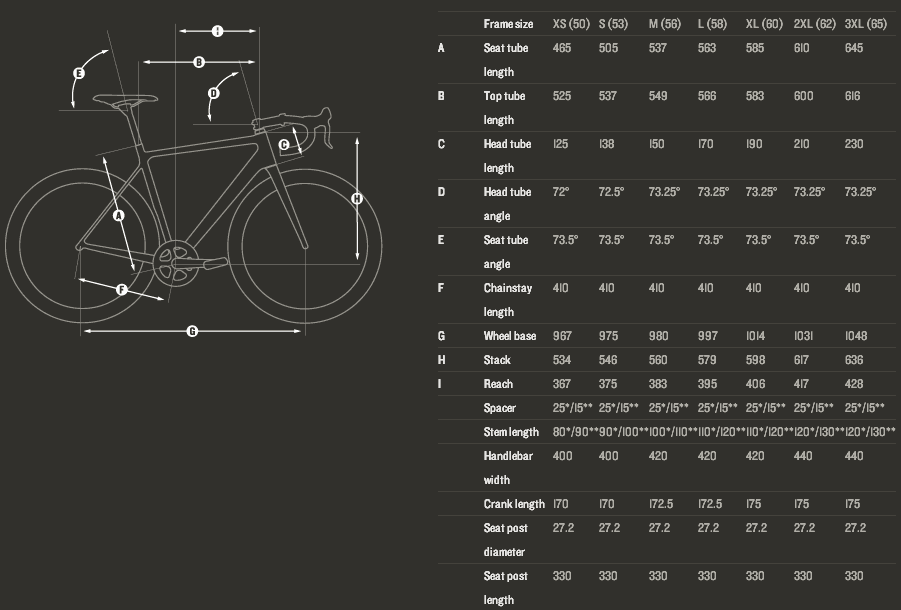 I
B
E
D
C
H
A
F
G
Frame size XS (50) S (53) M (56) L (58) XL (60) 2XL (62) 3XL (65)
A Seat tube 465 505 537 563 585 610 645
length
B Top tube 525 537 549 566 583 600 616
length
C Head tube 125 138 150 170 190 210 230
length
D Head tube 72° 72.5° 73.25° 73.25° 73.25° 73.25° 73.25°
angle
E Seat tube 73.5° 73.5° 73.5° 73.5° 73.5° 73.5° 73.5°
angle
F Chainstay 410 410 410 410 410 410 410
length
G Wheel base 967 975 980 997 1014 1031 1048
H Stack 534 546 560 579 598 617 636
I Reach 367 375 383 395 406 417 428
Spacer 25*/15** 25*/15** 25*/15** 25*/15** 25*/15** 25*/15** 25*/15**
Stem length 80*/90** 90*/100** 100*/110** 110*/120** 110*/120** 120*/130** 120*/130**
Handlebar 400 400 420 420 420 440 440
width
Crank length 170 170 172.5 172.5 175 175 175
Seat post 27.2 27.2 27.2 27.2 27.2 27.2 27.2
diameter
Seat post 330 330 330 330 330 330 330
length